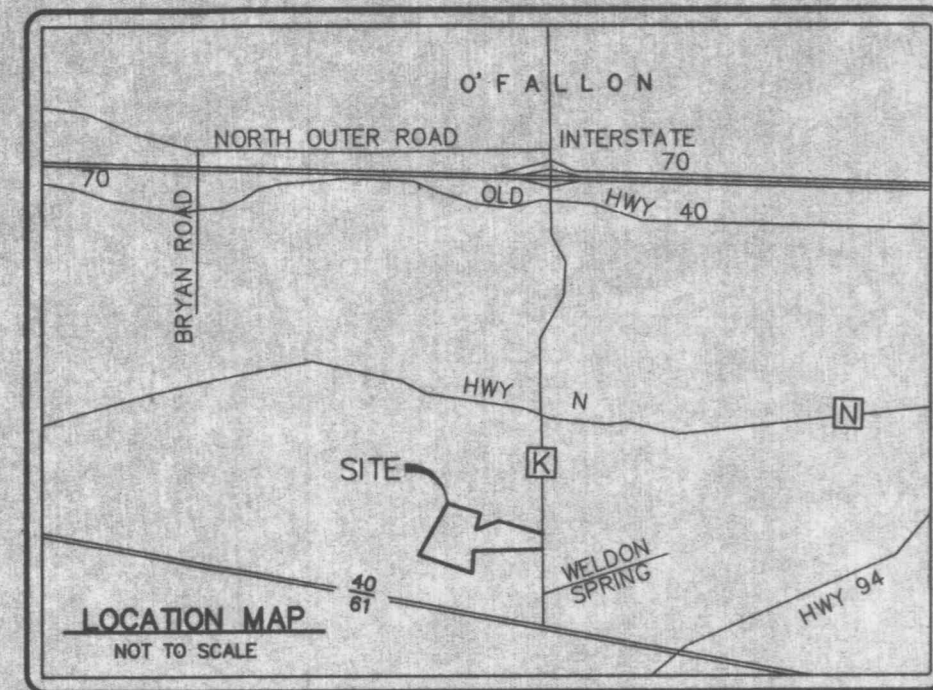 O'FALLON
NORTH OUTER ROAD
INTERSTATE
70
70
OLD HWY 40
BRYAN ROAD
HWY N
N
K
SITE
WELDON
SPRING
40
61
HWY 94
LOCATION MAP
NOT TO SCALE